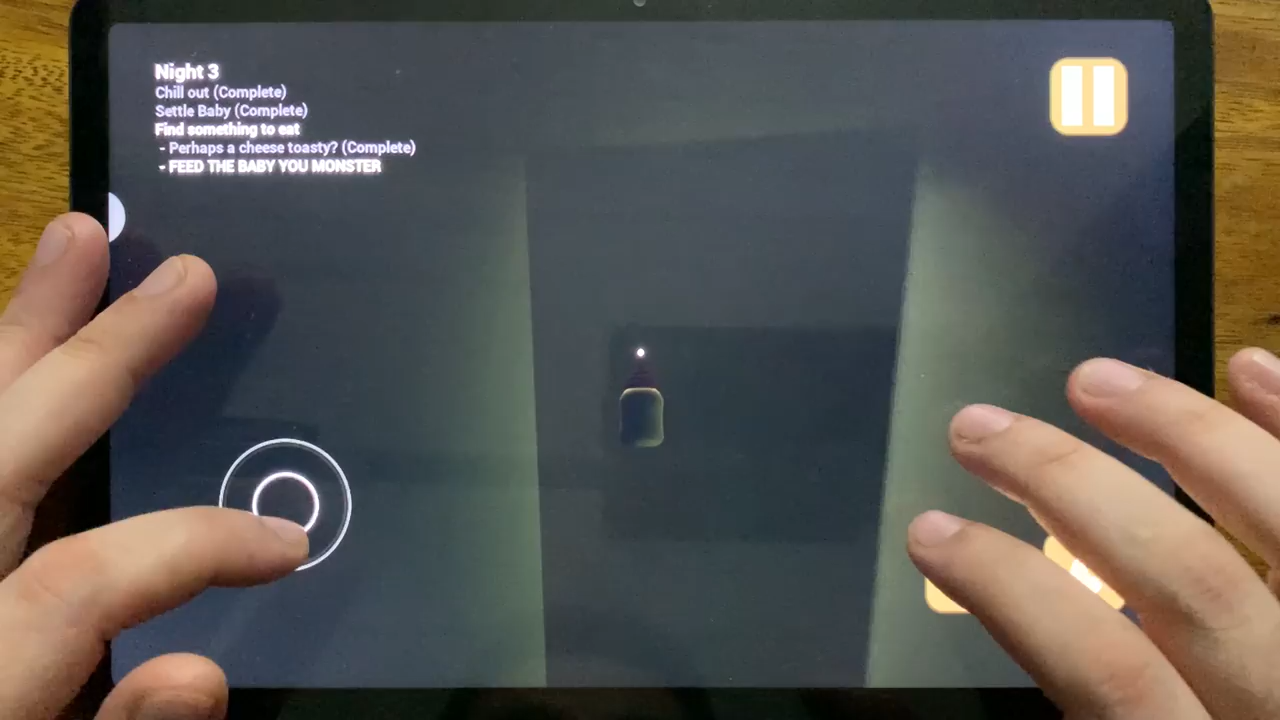 Night 3
Chill out (Complete)
Settle Baby (Complete)
Find something to eat
- Perhaps a cheese toasty? (Complete)
- FEED THE BABY YOU MONSTER